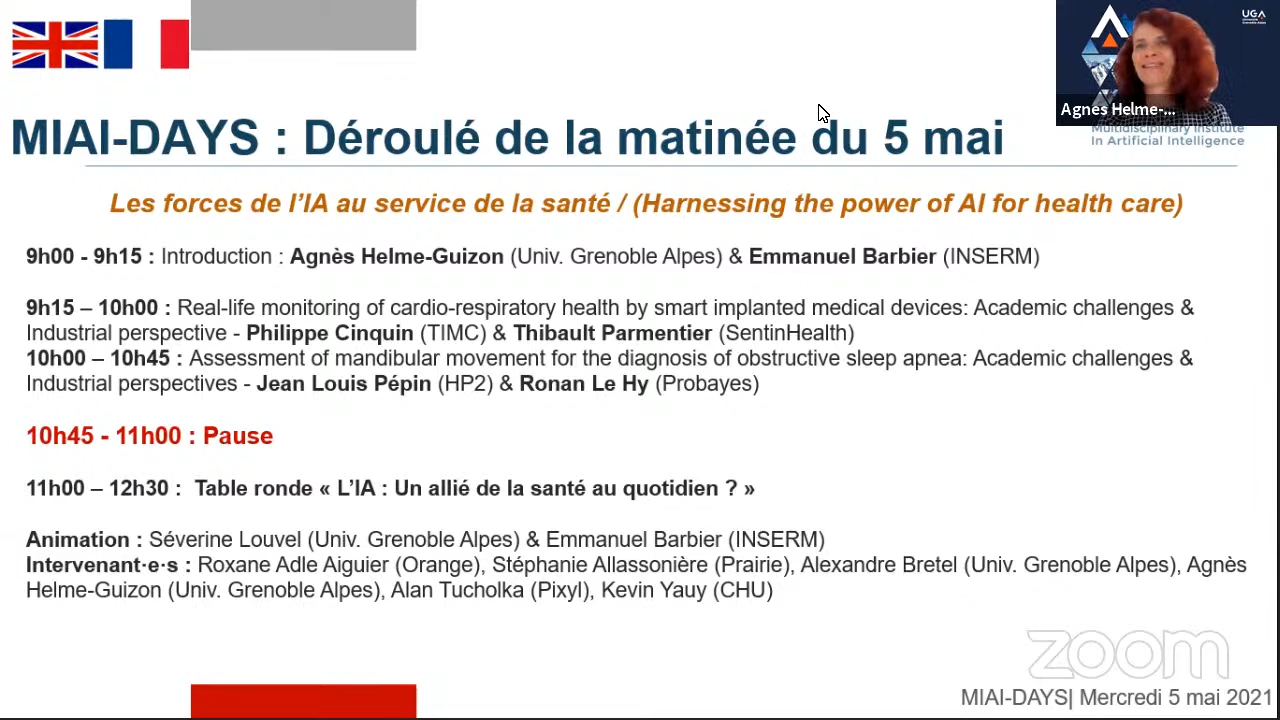 UGA
Agnes Helme-...
Multidisciplinary Institute
In Artificial Intelligence
MIAI-DAYS : Déroulé de la matinée du 5 mai
Les forces de l'IA au service de la santé / (Harnessing the power of AI for health care)
9h00 - 9h15 : Introduction : Agnès Helme-Guizon (Univ. Grenoble Alpes) & Emmanuel Barbier (INSERM)
9h15 – 10h00 : Real-life monitoring of cardio-respiratory health by smart implanted medical devices: Academic challenges &
Industrial perspective - Philippe Cinquin (TIMC) & Thibault Parmentier (SentinHealth)
10h00 – 10h45 : Assessment of mandibular movement for the diagnosis of obstructive sleep apnea: Academic challenges &
Industrial perspectives - Jean Louis Pépin (HP2) & Ronan Le Hy (Probayes)
10h45 - 11h00 : Pause
11h00 – 12h30 : Table ronde « L'IA : Un allié de la santé au quotidien ? »
Animation : Séverine Louvel (Univ. Grenoble Alpes) & Emmanuel Barbier (INSERM)
Intervenant·e·s : Roxane Adle Aiguier (Orange), Stéphanie Allassonière (Prairie), Alexandre Bretel (Univ. Grenoble Alpes), Agnès
Helme-Guizon (Univ. Grenoble Alpes), Alan Tucholka (Pixyl), Kevin Yauy (CHU)
zoom
MIAI-DAYS| Mercredi 5 mai 2021